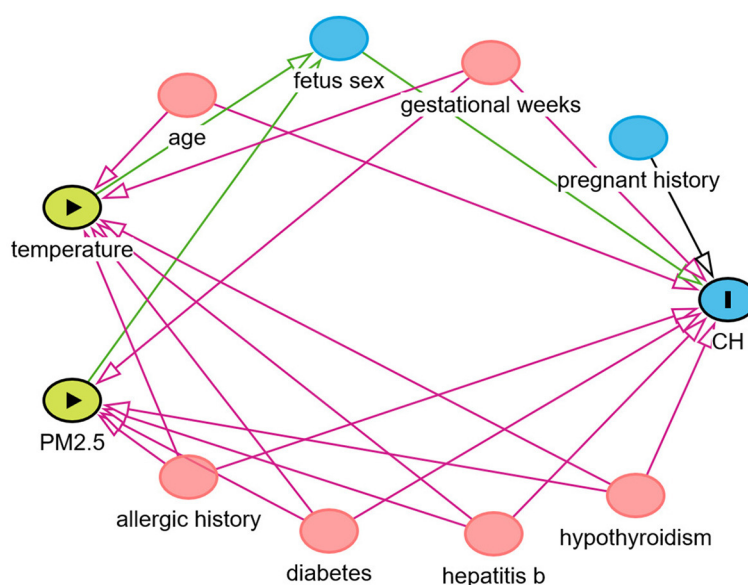 fetus sex
gestational weeks
age
pregnant history
temperature
CH
PM2.5
allergic history
hypothyroidism
diabetes
hepatitis b